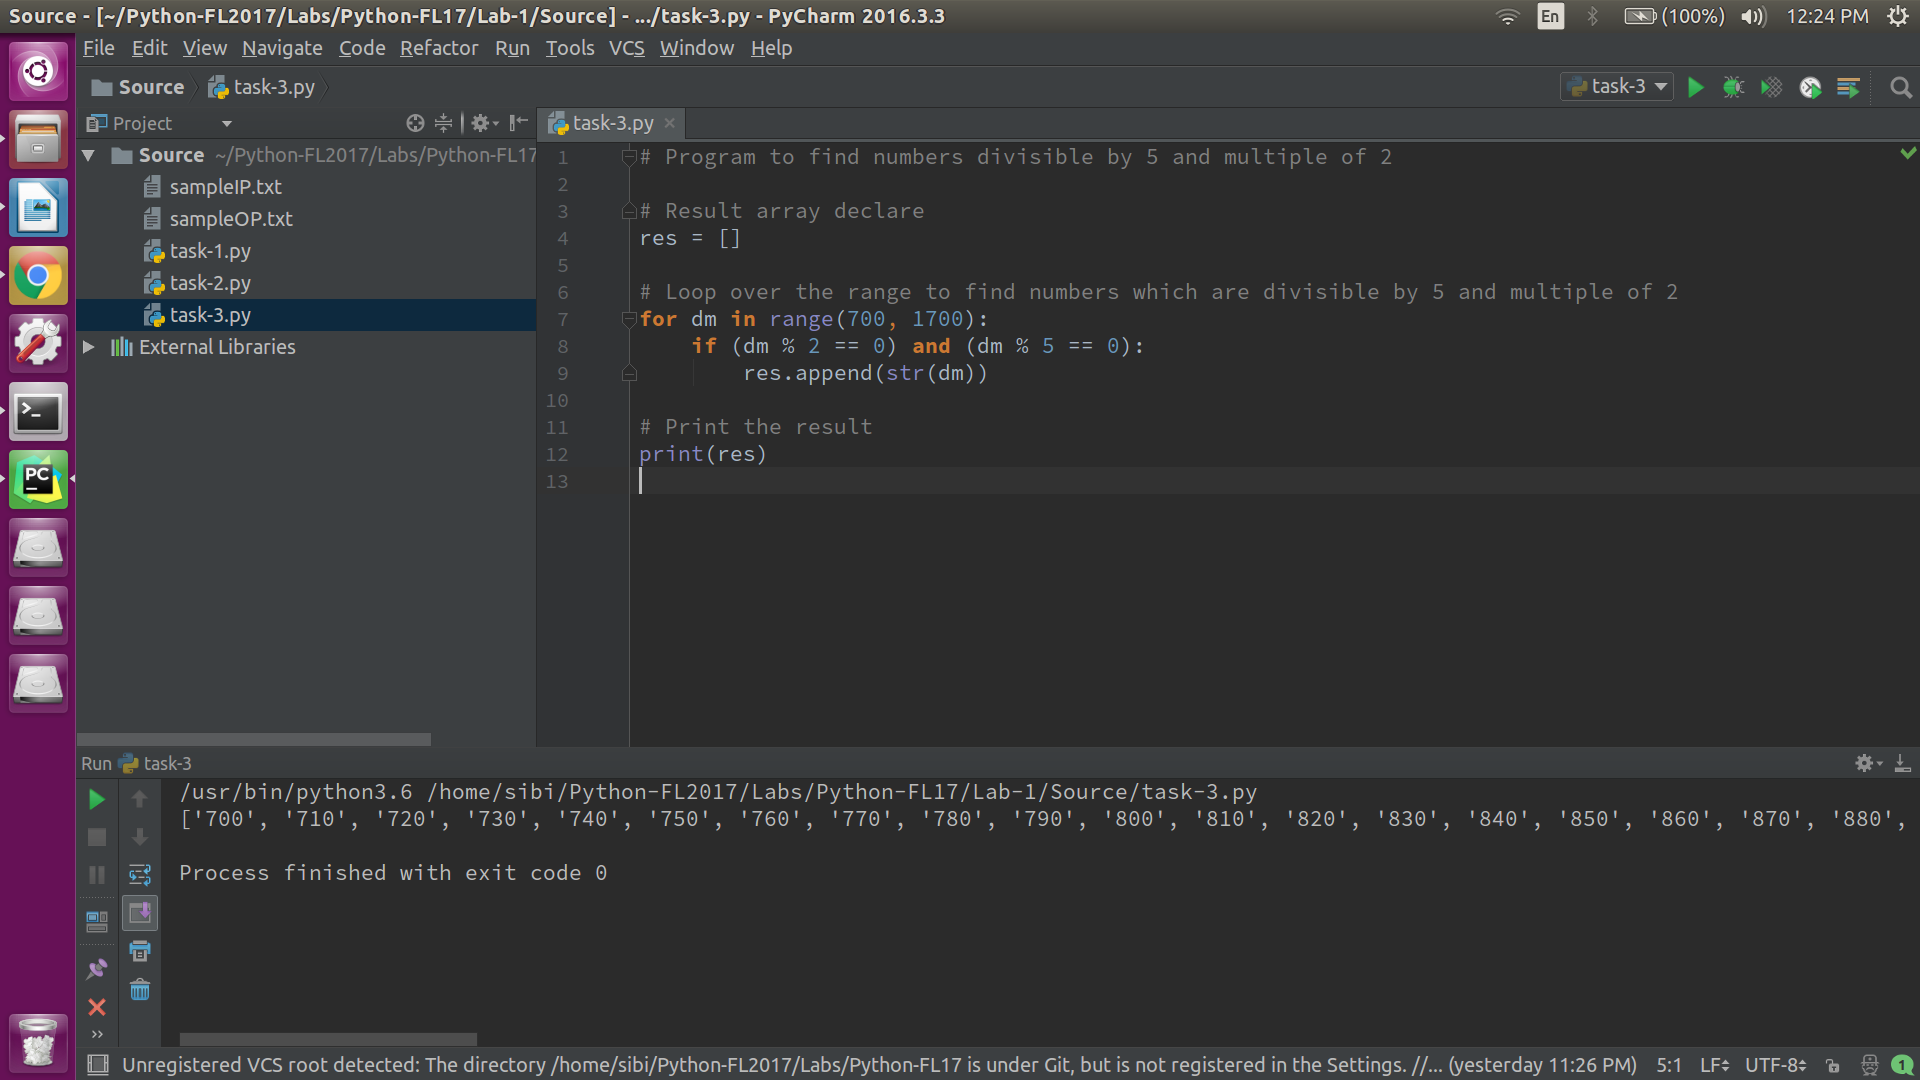 Source - [~/Python-FL2017/Labs/Python-FL17/Lab-1/Source] - .../task-3.py - PyCharm 2016.3.3
En (100%) 12:24 PM
File Edit View Navigate Code Refactor Run Tools VCS Window Help
Source task-3.py
task-3
Project
task-3.py
Source ~/Python-FL2017/Labs/Python-FL17
sampleIP.txt
sampleOP.txt
task-1.py
task-2.py
task-3.py
External Libraries
1 # Program to find numbers divisible by 5 and multiple of 2
2
3 # Result array declare
4 res = []
5
6 # Loop over the range to find numbers which are divisible by 5 and multiple of 2
7 for dm in range(700, 1700):
8     if (dm % 2 == 0) and (dm % 5 == 0):
9         res.append(str(dm))
10
11 # Print the result
12 print(res)
13
PC
Run task-3
/usr/bin/python3.6 /home/sibi/Python-FL2017/Labs/Python-FL17/Lab-1/Source/task-3.py
['700', '710', '720', '730', '740', '750', '760', '770', '780', '790', '800', '810', '820', '830', '840', '850', '860', '870', '880',
Process finished with exit code 0
Unregistered VCS root detected: The directory /home/sibi/Python-FL2017/Labs/Python-FL17 is under Git, but is not registered in the Settings. //... (yesterday 11:26 PM) 5:1 LF UTF-8 1